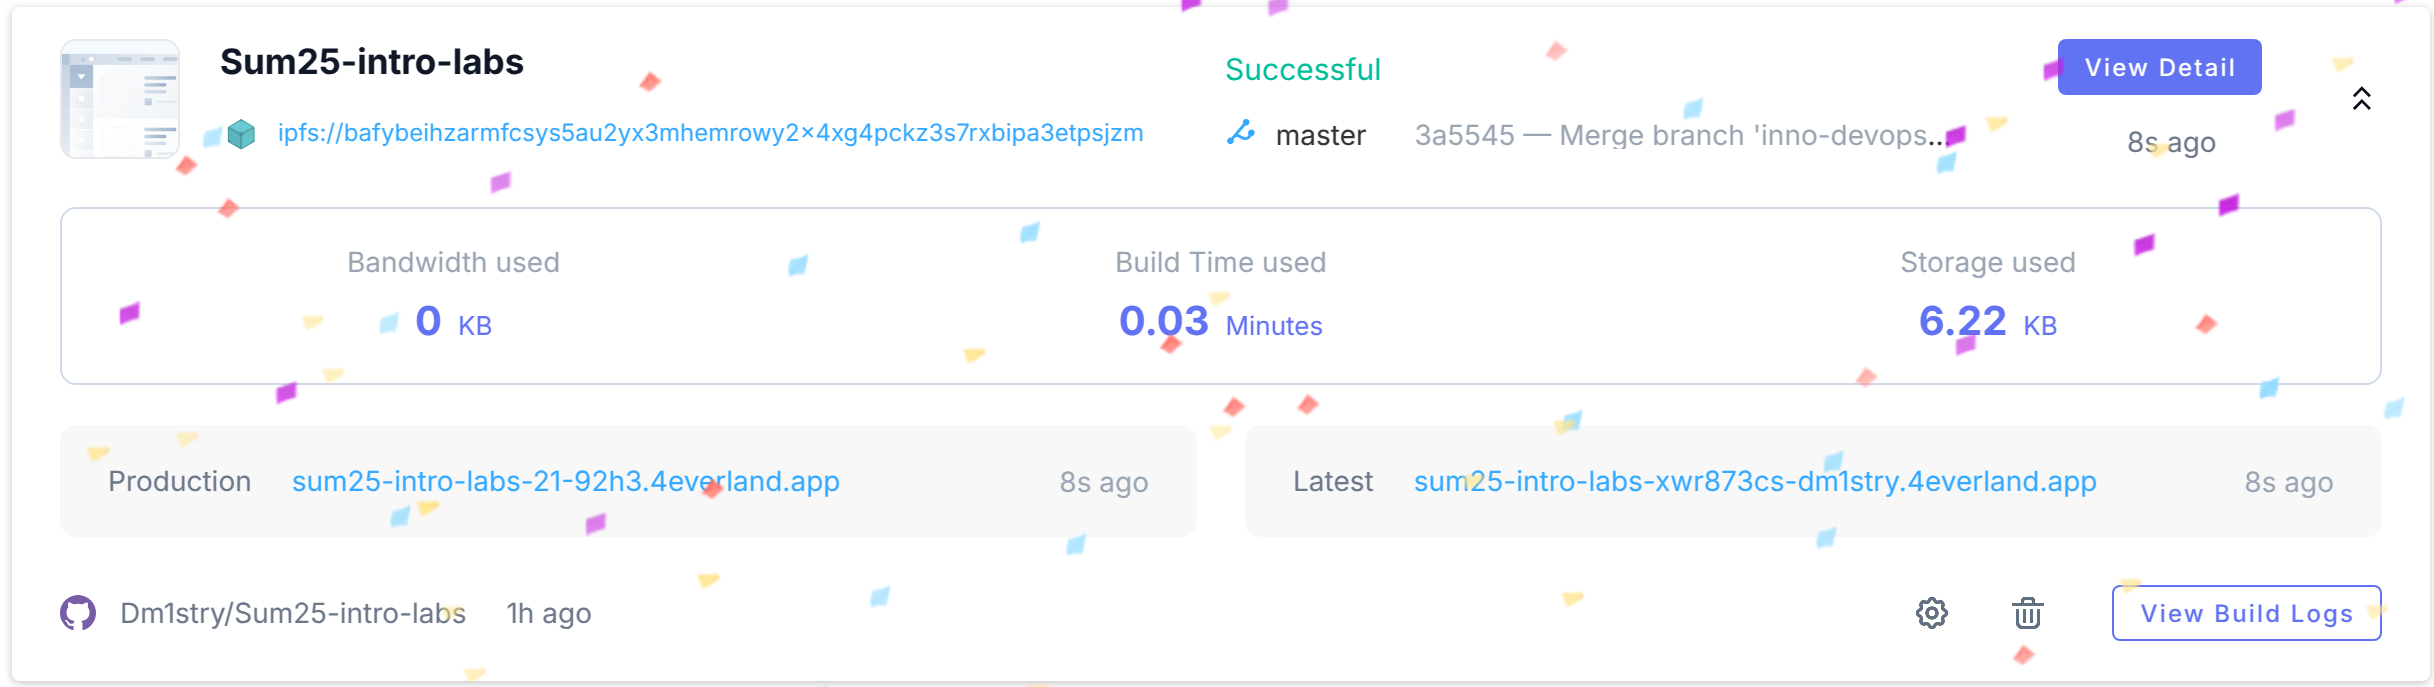 Sum25-intro-labs
Successful
View Detail
ipfs://bafybeihzarmfcsys5au2yx3mhemrowy2x4xg4pckz3s7rxbipa3etpsjzm
master 3a5545 — Merge branch 'inno-devops...
8s ago
Bandwidth used
0 KB
Build Time used
0.03 Minutes
Storage used
6.22 KB
Production sum25-intro-labs-21-92h3.4everland.app 8s ago
Latest sum25-intro-labs-xwr873cs-dm1stry.4everland.app 8s ago
Dm1stry/Sum25-intro-labs 1h ago
View Build Logs